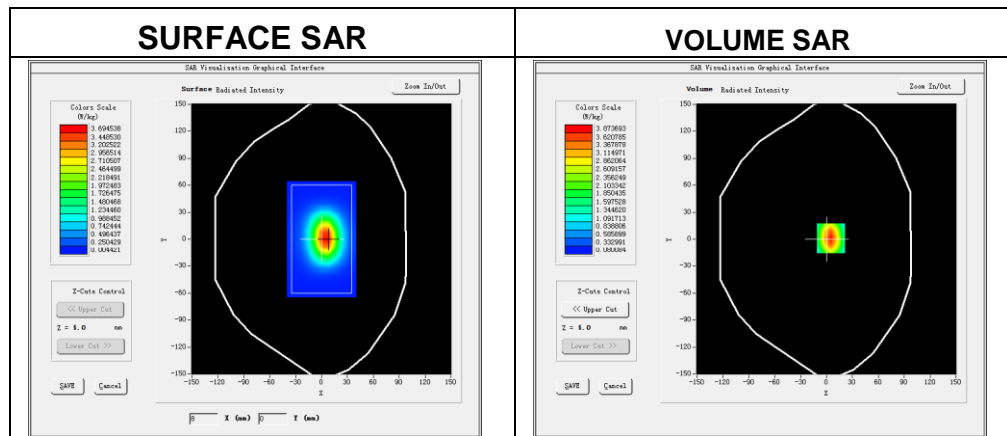 SURFACE SAR
SAR Visualisation Graphical Interface
Surface Radiated Intensity
Zoom In/Out
Colors Scale
(W/kg)
3.694538
3.448530
3.202522
2.956514
2.710507
2.464499
2.218491
1.972483
1.726475
1.480468
1.234460
0.988452
0.742444
0.496437
0.250429
0.004421
Z-Cuts Control
<< Upper Cut
Z = 4.0 mm
Lower Cut >>
SAVE
Cancel
Y
150
120
90
60
30
0
-30
-60
-90
-120
-150
-150 -120 -90 -60 -30 0 30 60 90 120 150
X
8 X (mm) 0 Y (mm)
VOLUME SAR
SAR Visualisation Graphical Interface
Volume Radiated Intensity
Zoom In/Out
Colors Scale
(W/kg)
3.873693
3.620785
3.367878
3.114971
2.862064
2.609157
2.356249
2.103342
1.850435
1.597528
1.344620
1.091713
0.838806
0.585899
0.332991
0.080084
Z-Cuts Control
<< Upper Cut
Z = 4.0 mm
Lower Cut >>
SAVE
Cancel
Y
150
120
90
60
30
0
-30
-60
-90
-120
-150
-150 -120 -90 -60 -30 0 30 60 90 120 150
X